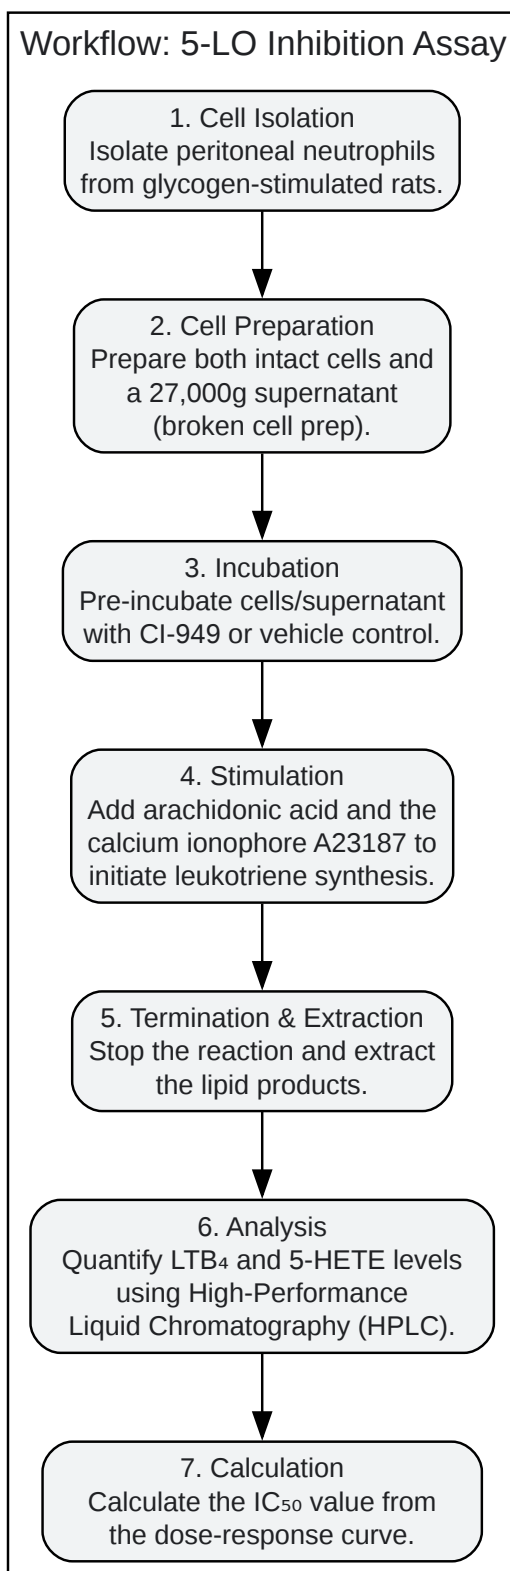 Workflow: 5-LO Inhibition Assay
1. Cell Isolation
Isolate peritoneal neutrophils
from glycogen-stimulated rats.
2. Cell Preparation
Prepare both intact cells and
a 27,000g supernatant
(broken cell prep).
3. Incubation
Pre-incubate cells/supernatant
with CI-949 or vehicle control.
4. Stimulation
Add arachidonic acid and the
calcium ionophore A23187 to
initiate leukotriene synthesis.
5. Termination & Extraction
Stop the reaction and extract
the lipid products.
6. Analysis
Quantify LTB₄ and 5-HETE levels
using High-Performance
Liquid Chromatography (HPLC).
7. Calculation
Calculate the IC₅₀ value from
the dose-response curve.